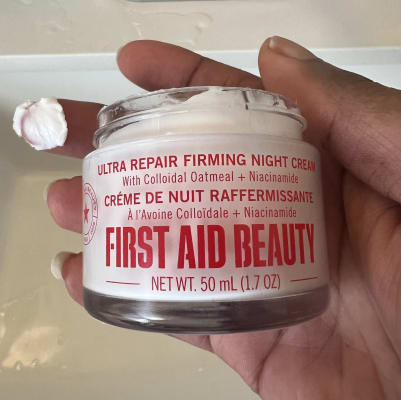 ULTRA REPAIR FIRMING NIGHT CREAM
With Colloidal Oatmeal + Niacinamide
CRÉME DE NUIT RAFFERMISSANTE
À l'Avoine Colloïdale + Niacinamide
FIRST AID BEAUTY
NET WT. 50 mL (1.7 OZ)